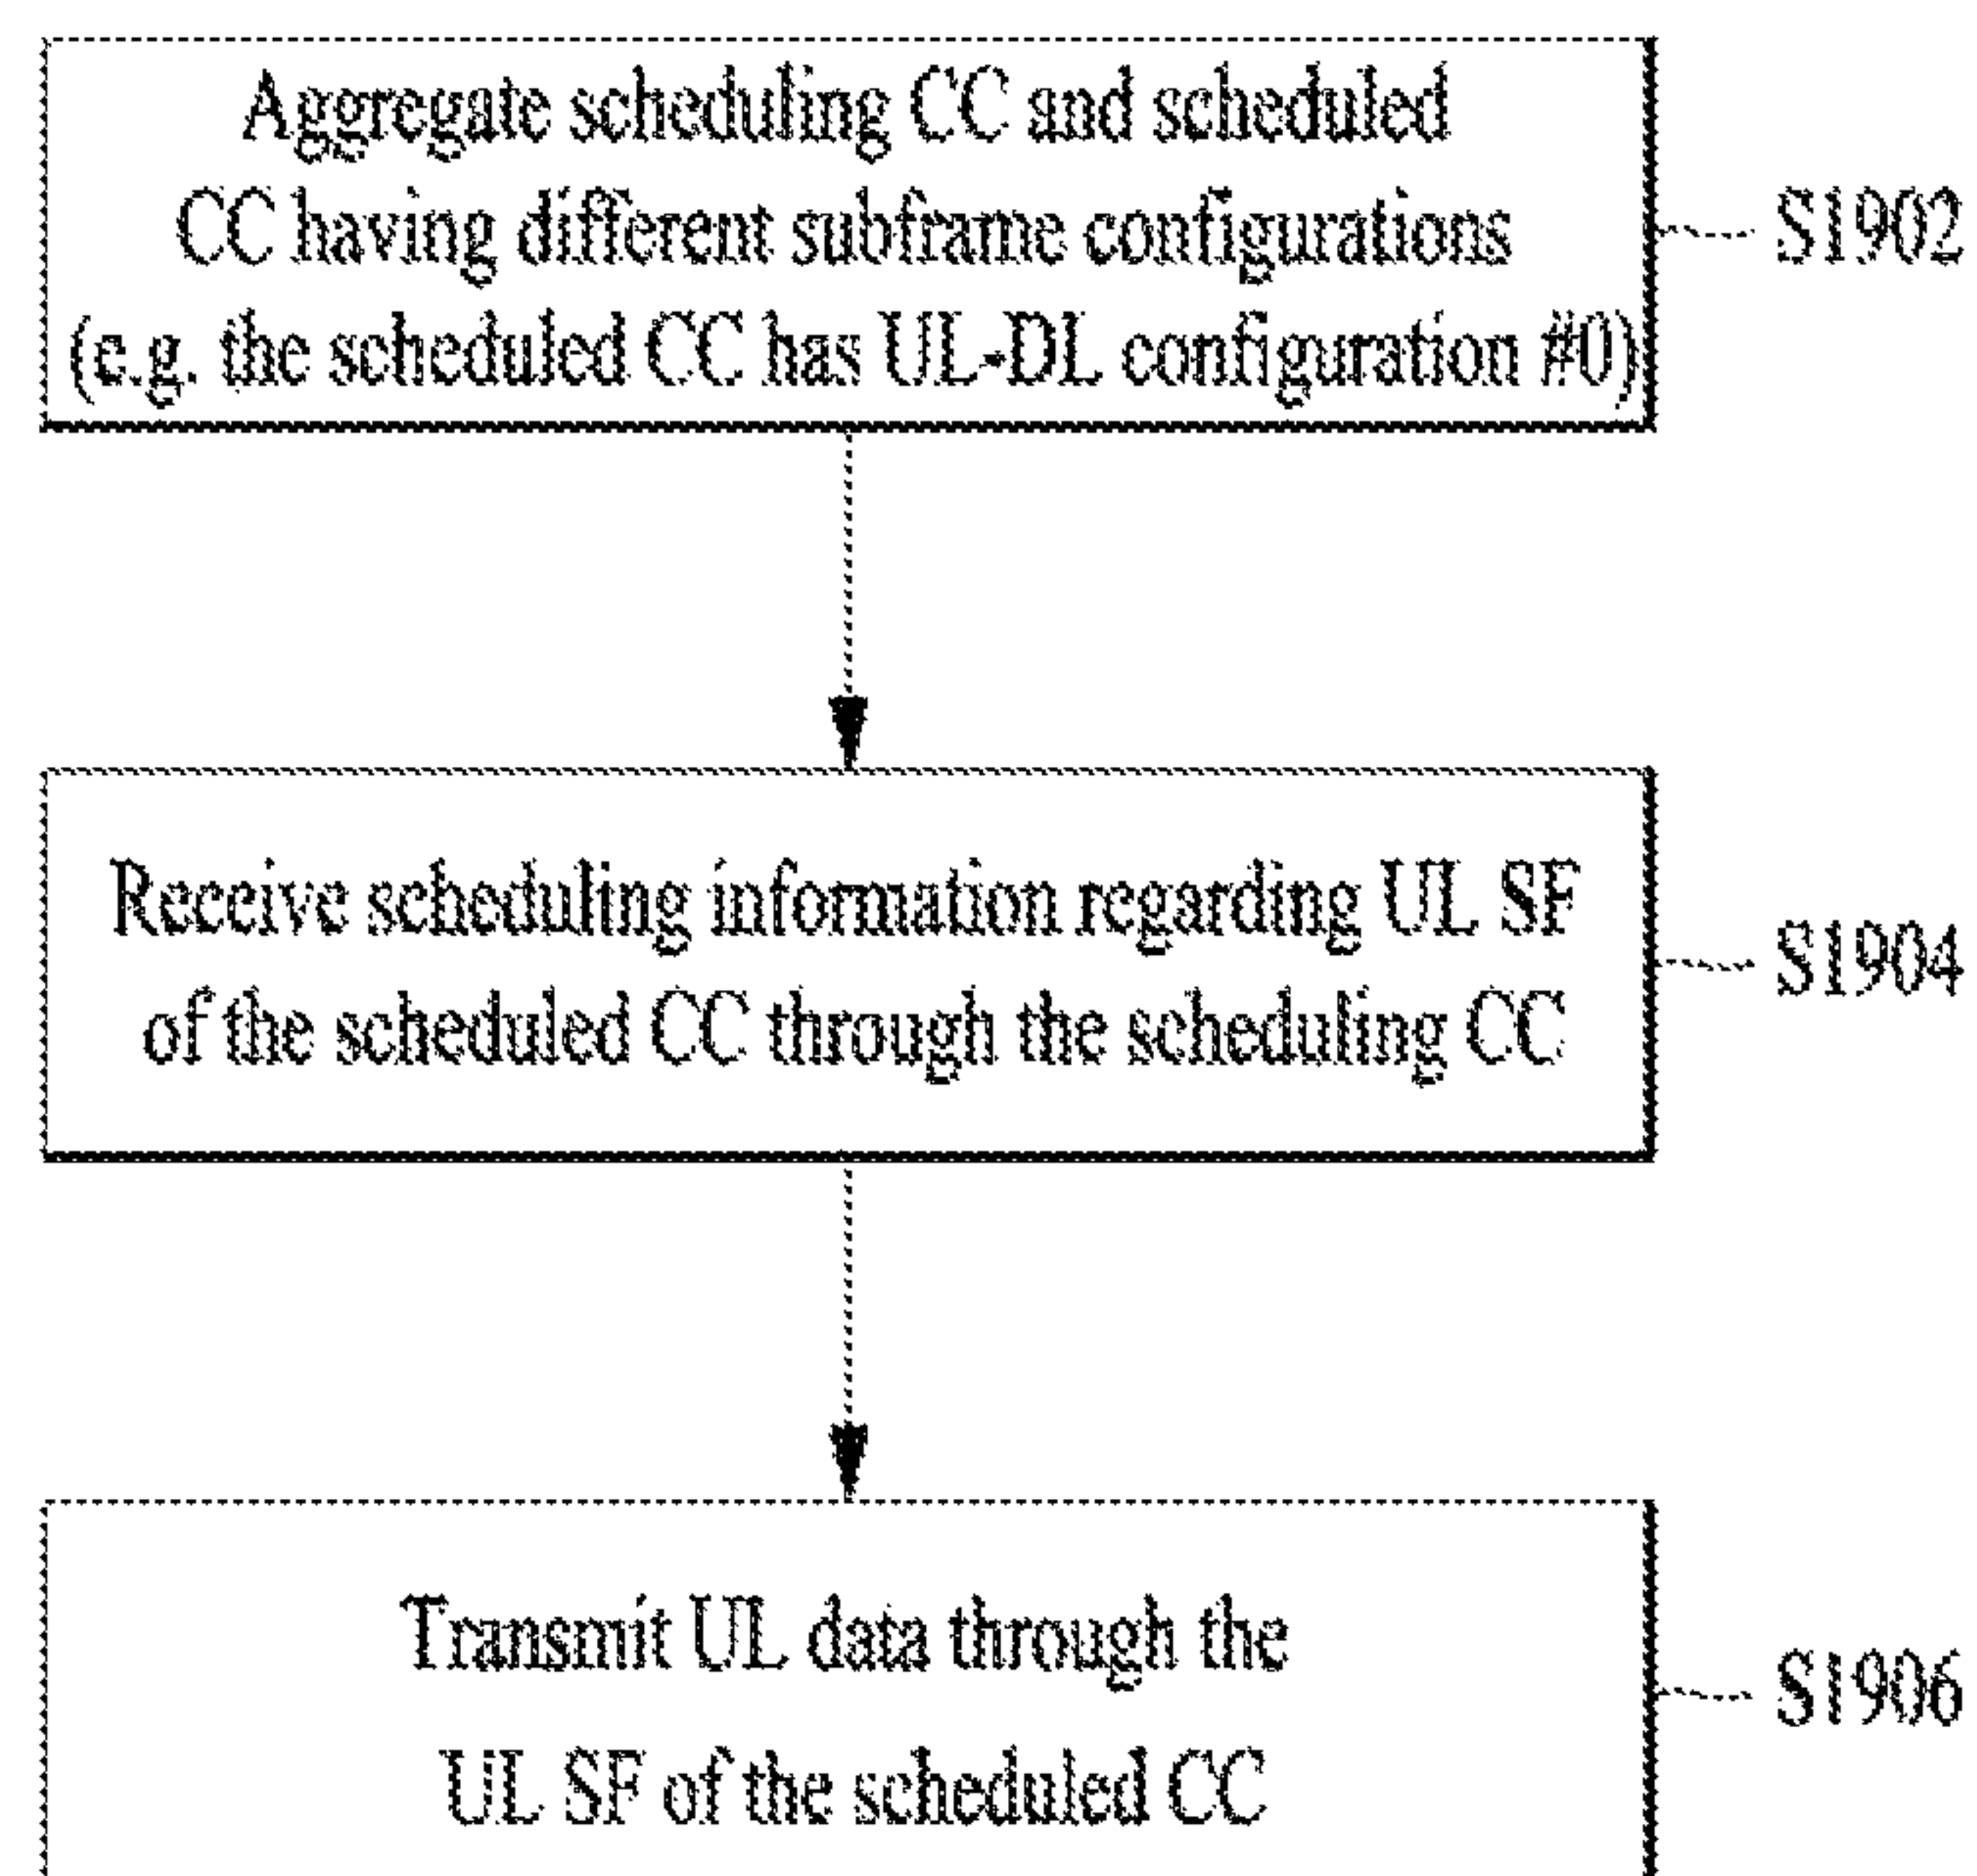 Aggregate scheduling CC and scheduled
CC having different subframe configurations
(e.g. the scheduled CC has UL-DL configuration #0)
S1902
Receive scheduling information regarding UL SF
of the scheduled CC through the scheduling CC
S1904
Transmit UL data through the
UL SF of the scheduled CC
S1906